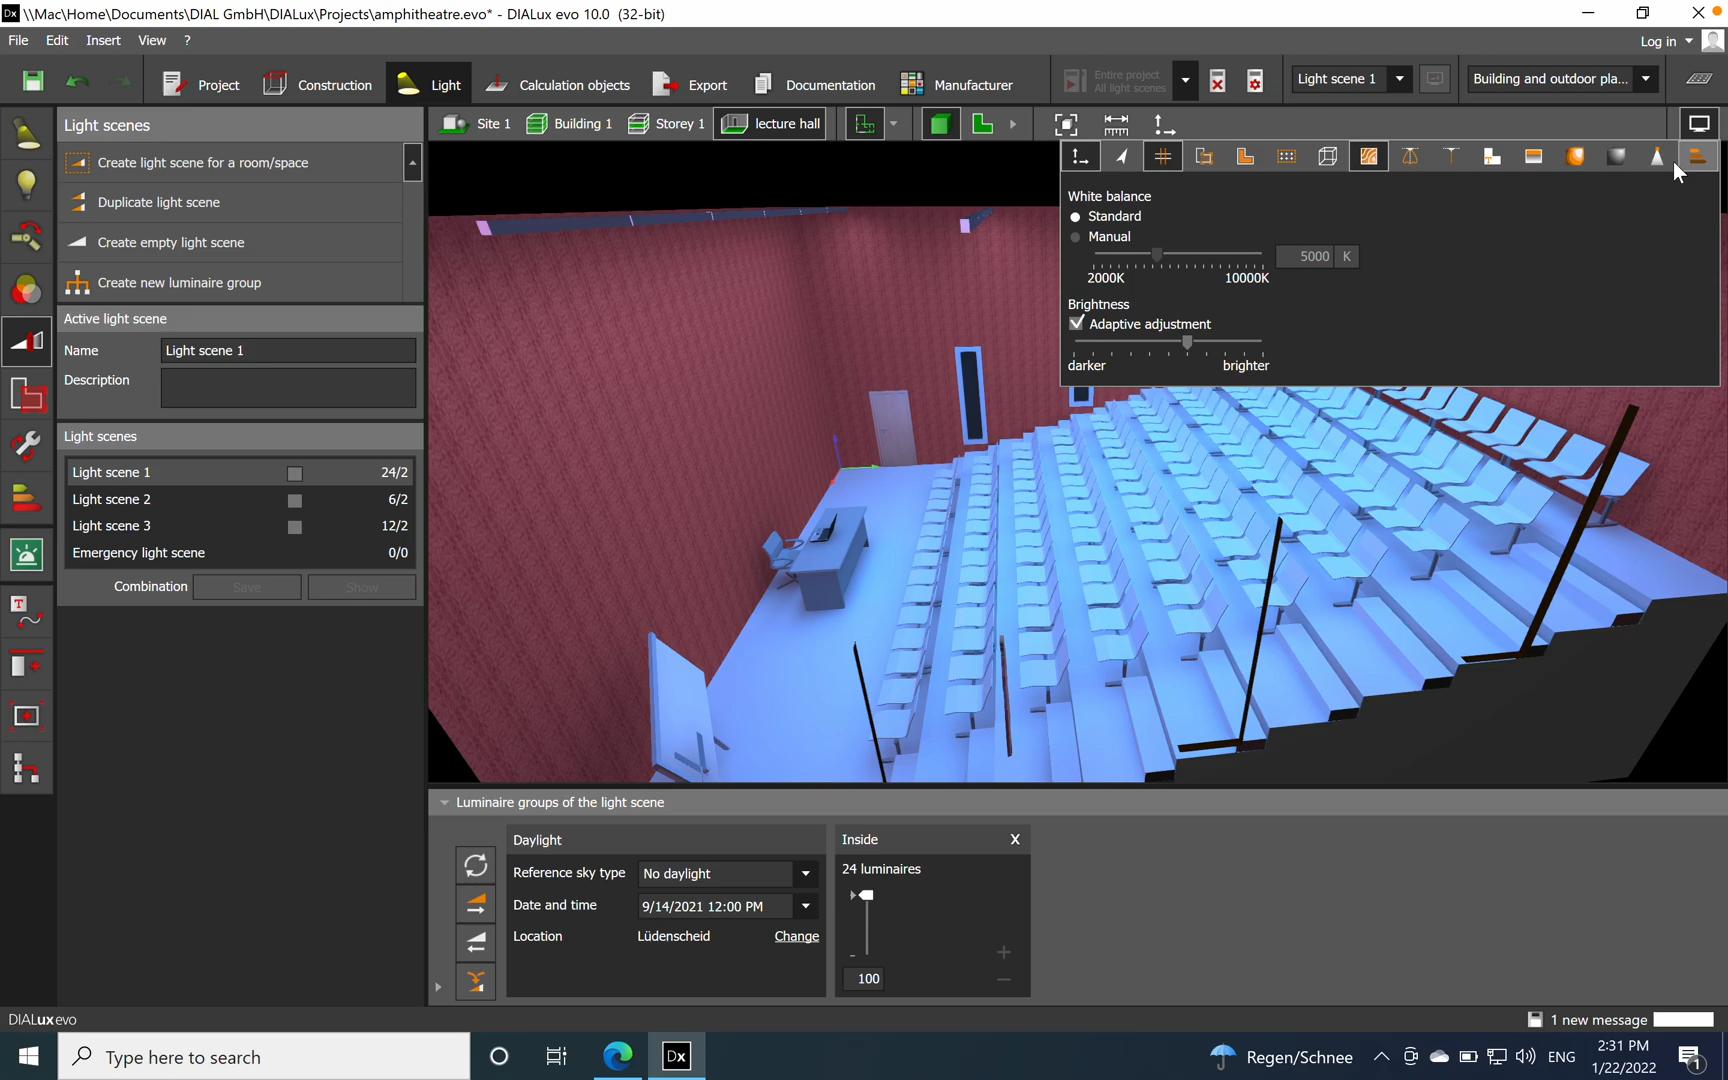 Dx \\Mac\Home\Documents\DIAL GmbH\DIALux\Projects\amphitheatre.evo* - DIALux evo 10.0 (32-bit)
File Edit Insert View ? Log in
Project Construction Light Calculation objects Export Documentation Manufacturer Entire project All light scenes Light scene 1 Building and outdoor pla...
Light scenes
Site 1 Building 1 Storey 1 lecture hall
Create light scene for a room/space
Duplicate light scene
Create empty light scene
Create new luminaire group
White balance
Standard
Manual
5000 K
2000K 10000K
Brightness
Adaptive adjustment
darker brighter
Active light scene
Name Light scene 1
Description
Light scenes
Light scene 1 24/2
Light scene 2 6/2
Light scene 3 12/2
Emergency light scene 0/0
Combination Save Show
Luminaire groups of the light scene
Daylight
Reference sky type No daylight
Date and time 9/14/2021 12:00 PM
Location Lüdenscheid Change
Inside X
24 luminaires
100
DIALux evo 1 new message
Type here to search
Dx
Regen/Schnee ENG 2:31 PM
1/22/2022 1